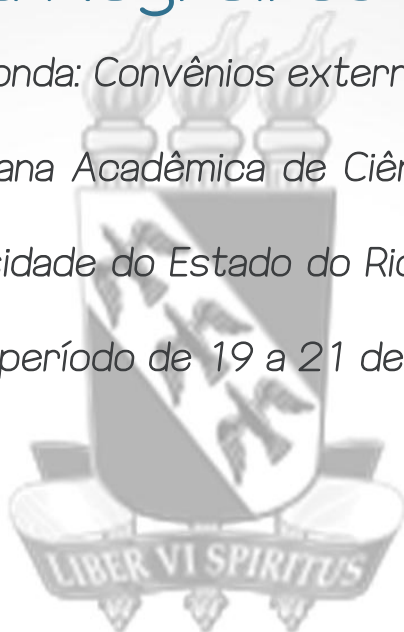 onda: Convênios extern
ana Acadêmica de Ciên
sidade do Estado do Rio
período de 19 a 21 de
LIBER VI SPIRITUS